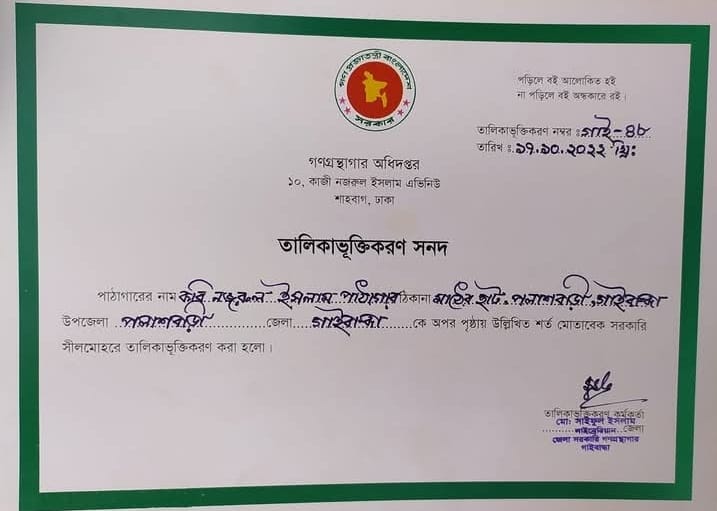 গণপ্রজাতন্ত্রী বাংলাদেশ
সরকার
পড়িলে বই আলোকিত হই
না পড়িলে বই অন্ধকারে রই।
তালিকাভুক্তিকরণ নম্বর ঃ গাই-৪৮
তারিখ ঃ ১৭.১০.২০২২ খ্রিঃ
গণগ্রন্থাগার অধিদপ্তর
১০, কাজী নজরুল ইসলাম এভিনিউ
শাহবাগ, ঢাকা
তালিকাভূক্তিকরণ সনদ
পাঠাগারের নাম কবি নজরুল ইসলাম পাঠাগার ঠিকানা মাঠের হাট, পলাশবাড়ী, গাইবান্ধা
উপজেলা পলাশবাড়ী জেলা গাইবান্ধা কে অপর পৃষ্ঠায় উল্লিখিত শর্ত মোতাবেক সরকারি
সীলমোহরে তালিকাভূক্তিকরণ করা হলো।
তালিকাভুক্তিকরণ কর্মকর্তা
মো: সাইফুল ইসলাম
লাইব্রেরিয়ান জেলা
জেলা সরকারি গণগ্রন্থাগার
গাইবান্ধা